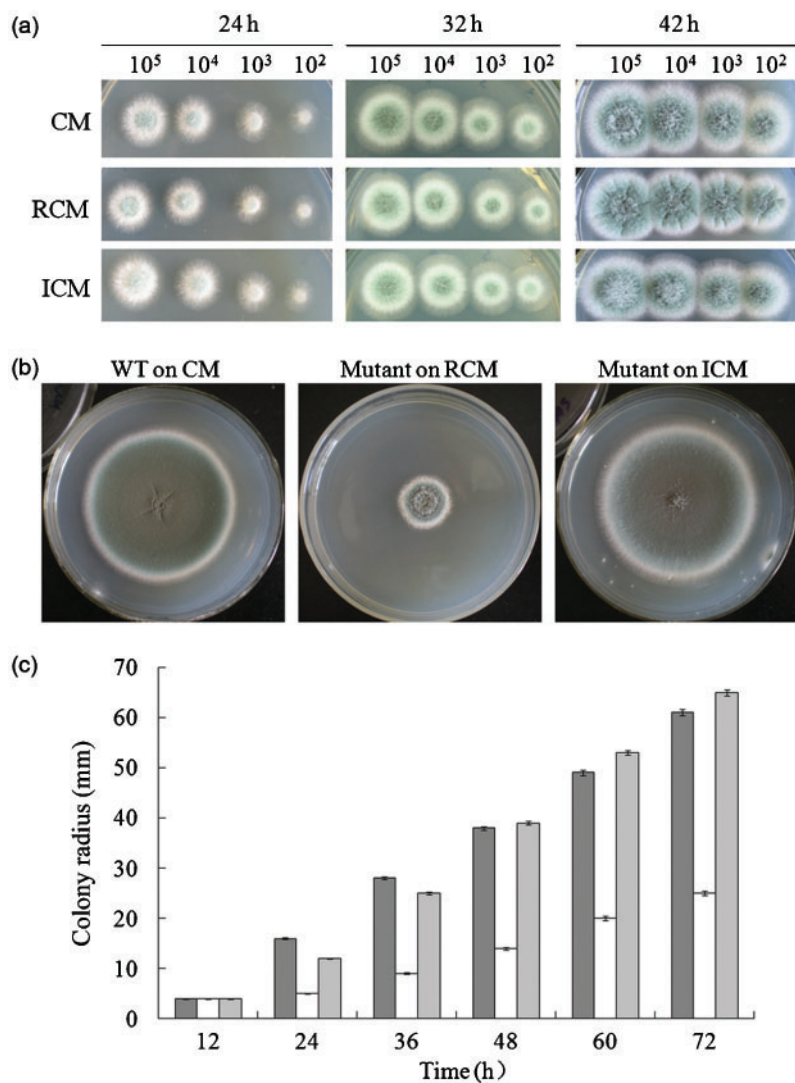 (a)
24 h 32 h 42 h
10⁵ 10⁴ 10³ 10² 10⁵ 10⁴ 10³ 10² 10⁵ 10⁴ 10³ 10²
CM
RCM
ICM
(b)
WT on CM Mutant on RCM Mutant on ICM
(c)
70
60
50
40
30
20
10
0
Colony radius (mm)
12 24 36 48 60 72
Time (h)